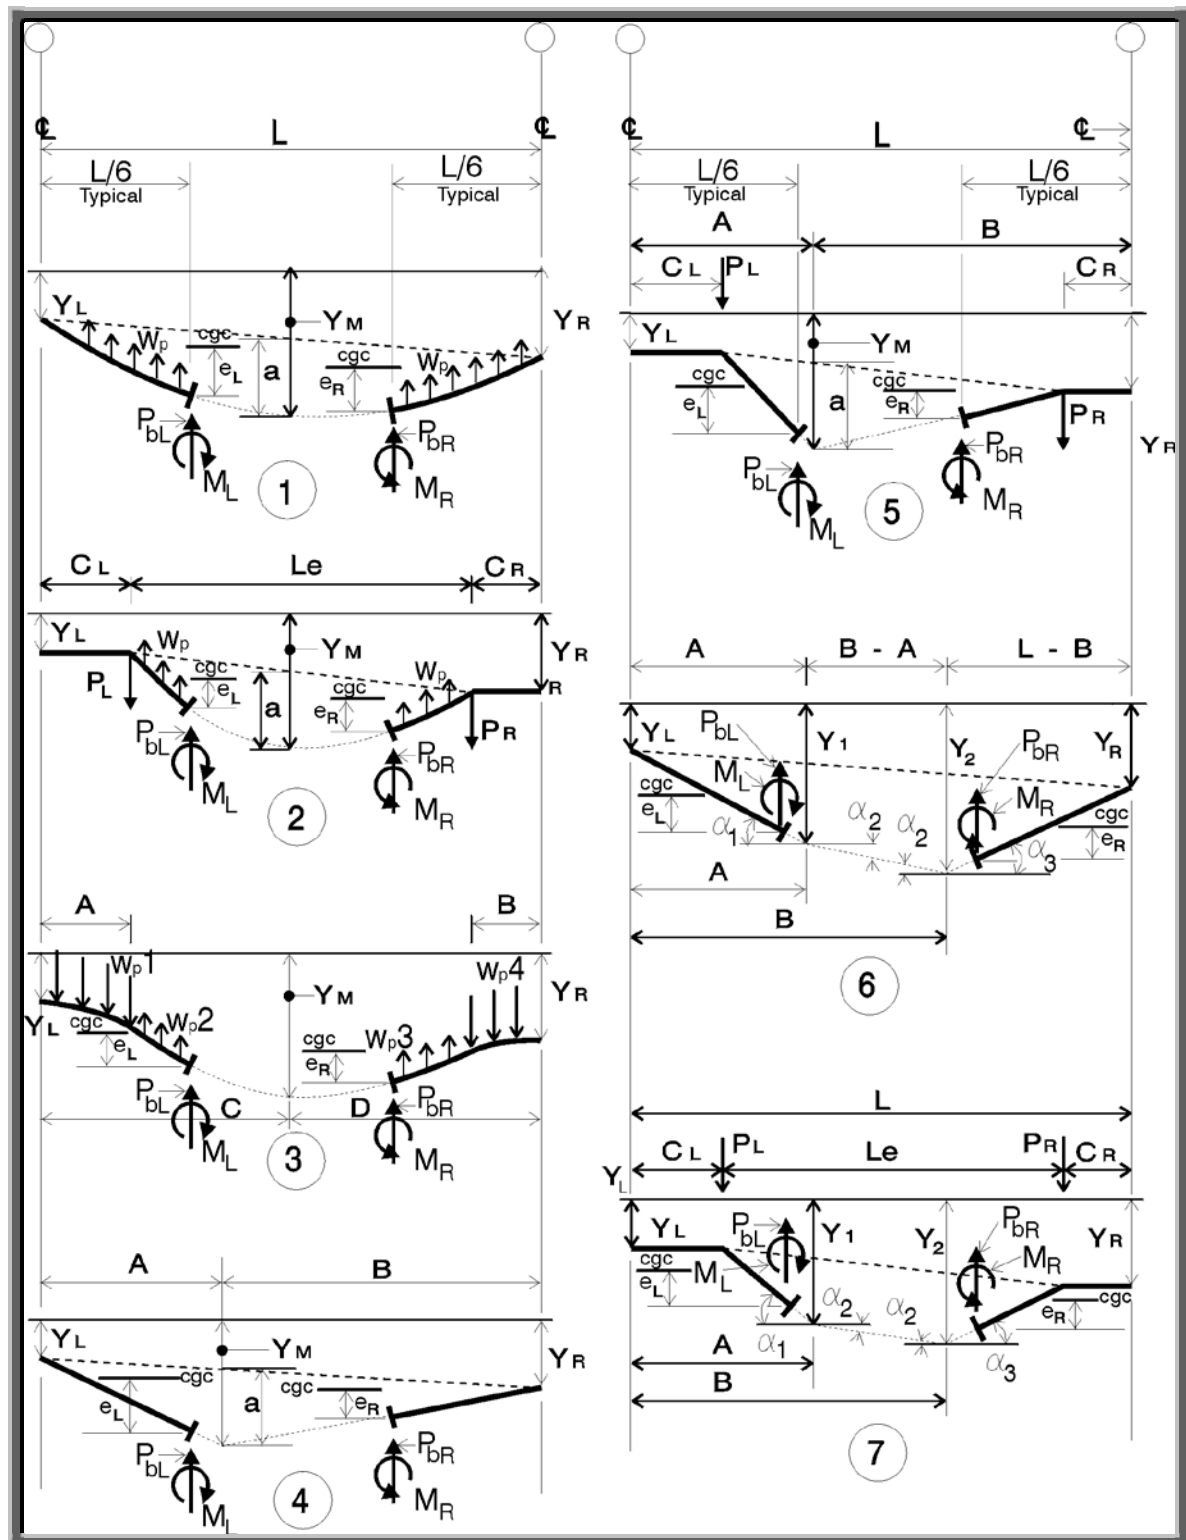 ℄ L ℄
L/6 L/6
Typical Typical
YL YM YR
Wp cgc cgc Wp
eL a eR
PbL PbR
ML MR
1
CL Le CR
YL Wp YM YR
cgc Wp
PL eL a cgc eR PR
PbL PbR
ML MR
2
A B
Wp1 YM Wp4 YR
YL cgc Wp2 cgc Wp3
eL eR
PbL C D PbR
ML MR
3
A B
YL YM YR
cgc cgc
eL a eR
PbL PbR
ML MR
4
℄ L ℄
L/6 L/6
Typical Typical
A B
CL PL CR
YL YM
cgc cgc
eL a eR PR
YR
PbL PbR
ML MR
5
A B - A L - B
YL PbL Y1 Y2 PbR YR
ML MR
cgc cgc
eL α1 α2 α2 α3 eR
A
B
6
L
CL PL Le PR CR
YL
YL PbL Y1 Y2 PbR YR
cgc ML MR
eL eR cgc
α1 α2 α2 α3
A
B
7